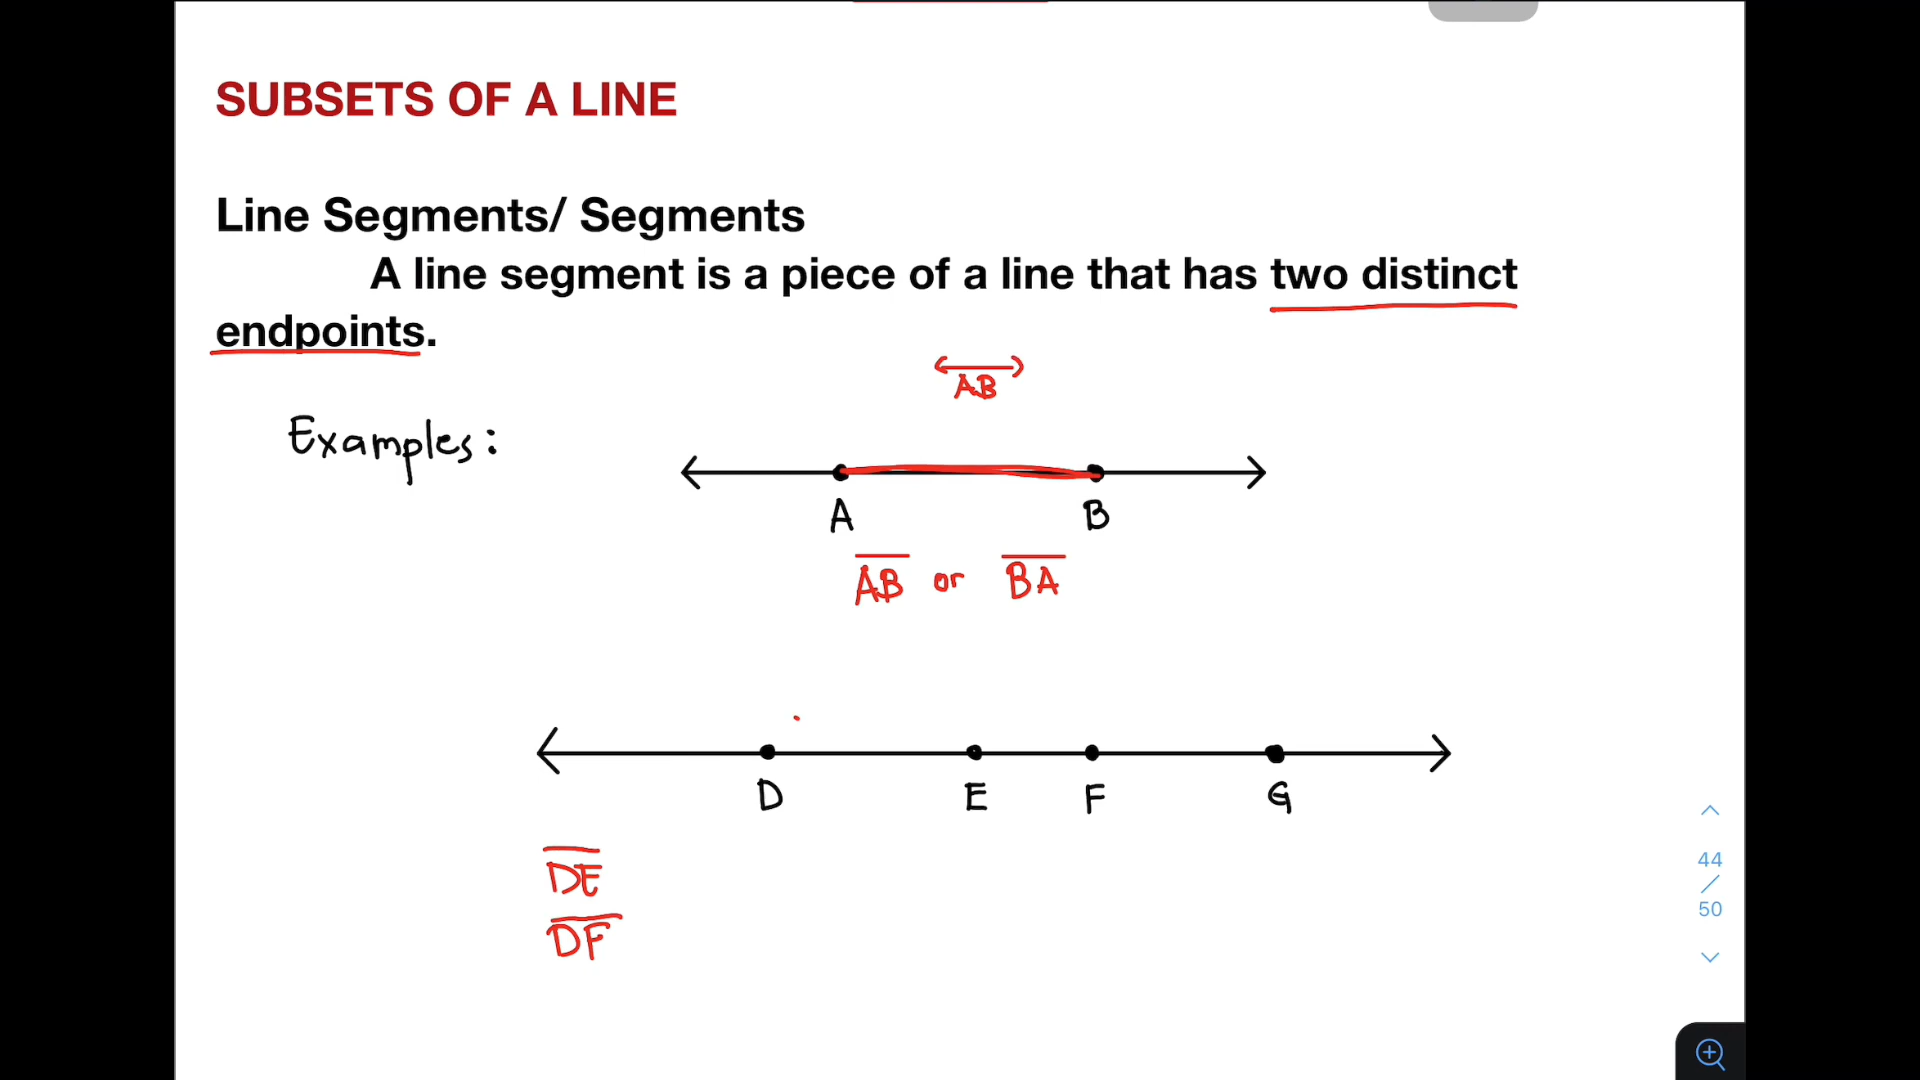 SUBSETS OF A LINE
Line Segments/ Segments
A line segment is a piece of a line that has two distinct
endpoints.
AB
Examples:
A B
AB or BA
D E F G
DE
DF
44
/
50